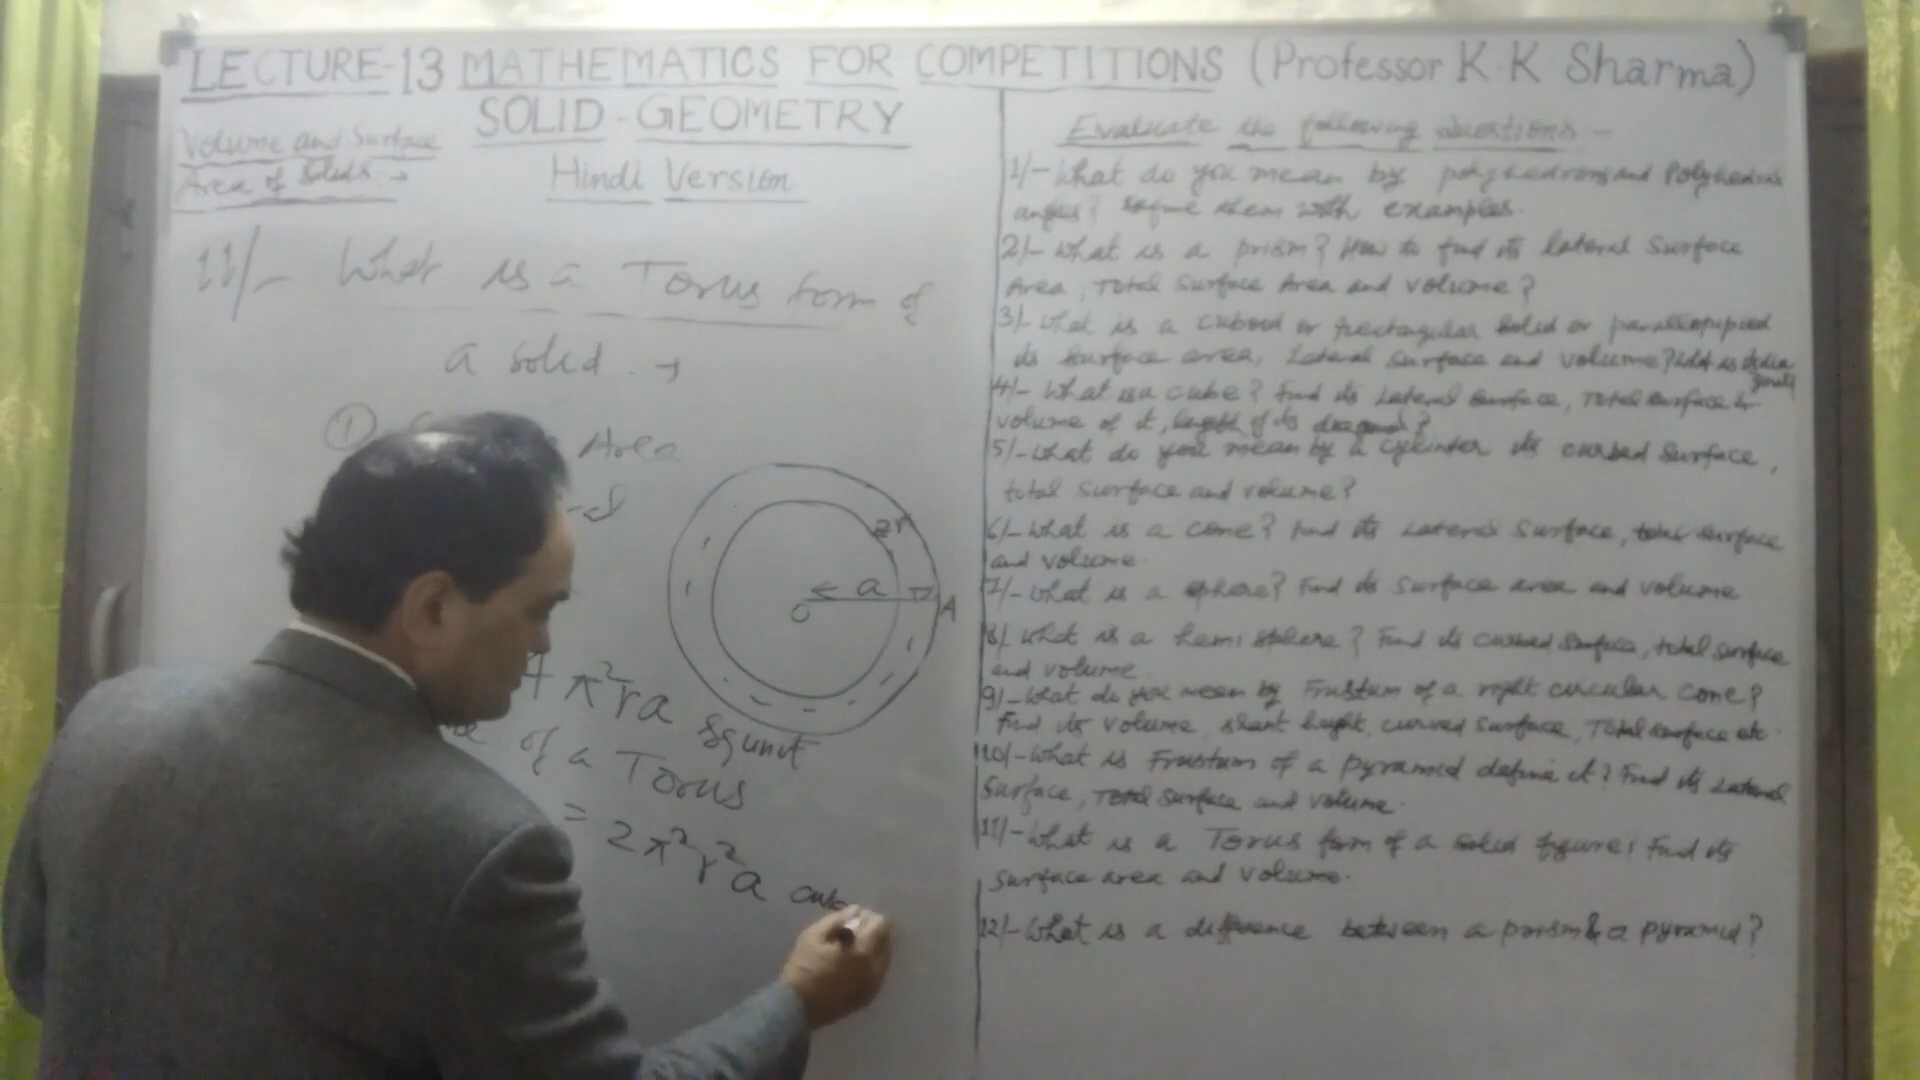 LECTURE-13 MATHEMATICS FOR COMPETITIONS (Professor K K Sharma)
SOLID-GEOMETRY
Volume and Surface
Area of Solids →
Hindi Version
11/- What is a Torus form of
a solid. →
① Area
2r
a
O
A
4 π²ra squnit
of a Torus
= 2π²r²a
Evaluate the following questions -
1/- What do you mean by polyhedrons and Polyhedral
angles? define them with examples.
2/- What is a prism? How to find its lateral Surface
Area, Total Surface Area and volume?
3/- What is a cuboid or rectangular solid or parallopipied
its surface area, lateral surface and volume?
4/- What is a cube? Find its lateral surface, Total surface &
volume of it, length of its diagonal?
5/- What do you mean by a cylinder its curbed surface,
total surface and volume?
6/- What is a cone? find its Lateral Surface, total surface
and volume.
7/- What is a sphere? Find its surface area and volume
8/- What is a hemi sphere? Find its curved surface, total surface
and volume.
9/- What do you mean by Frustum of a right circular cone?
Find its volume, slant height, curved surface, Total surface etc.
10/- What is Frustum of a pyramid define it? Find its Lateral
Surface, Total surface and volume.
11/- What is a Torus form of a solid figure? Find its
surface area and volume.
12/- What is a difference between a prism & a pyramid?